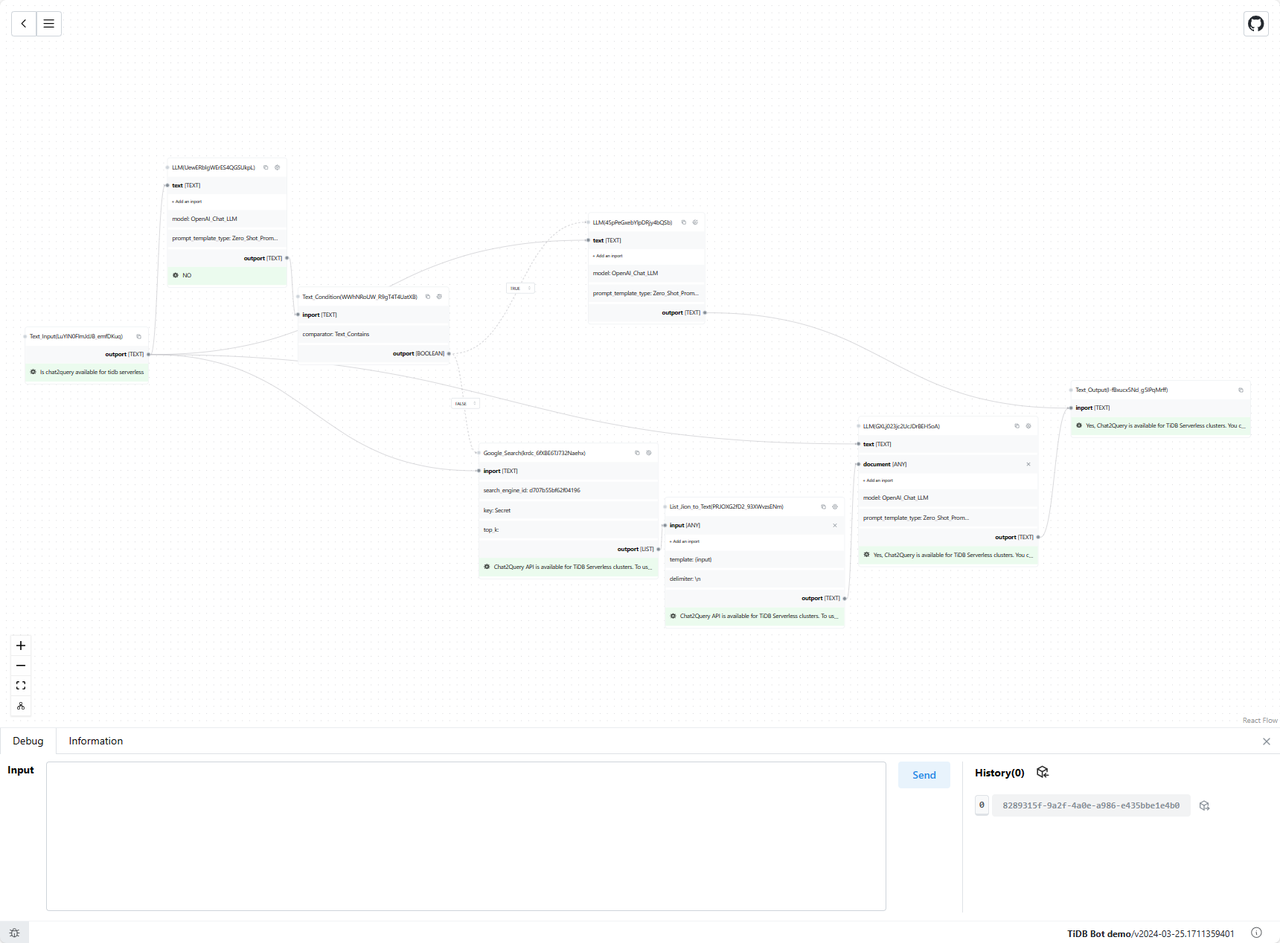 LLM(UewERblgWErES4QGSUkpL)
text [TEXT]
+ Add an inport
model: OpenAI_Chat_LLM
prompt_template_type: Zero_Shot_Prom...
outport [TEXT]
NO
Text_Input(LuYIN0FlmJdJB_emfDKuq)
outport [TEXT]
Is chat2query available for tidb serverless
Text_Condition(WWhNRoUW_R9gT4T4UatXB)
inport [TEXT]
comparator: Text_Contains
outport [BOOLEAN]
TRUE
FALSE
LLM(4SpPeGxebYlpDRjy4bQSb)
text [TEXT]
+ Add an inport
model: OpenAI_Chat_LLM
prompt_template_type: Zero_Shot_Prom...
outport [TEXT]
Google_Search(krdc_6fXBE6TJ732Naehx)
inport [TEXT]
search_engine_id: d707b55bf62f04196
key: Secret
top_k:
outport [LIST]
Chat2Query API is available for TiDB Serverless clusters. To us...
input [ANY]
+ Add an inport
template: {input}
delimiter: \n
outport [TEXT]
Chat2Query API is available for TiDB Serverless clusters. To us...
LLM(GXLj023jc2UcJDrBEHSoA)
text [TEXT]
document [ANY]
+ Add an inport
model: OpenAI_Chat_LLM
prompt_template_type: Zero_Shot_Prom...
outport [TEXT]
Yes, Chat2Query is available for TiDB Serverless clusters. You c...
inport [TEXT]
Yes, Chat2Query is available for TiDB Serverless clusters. You c...
React Flow
Debug Information
Input
Send
History(0)
0 8289315f-9a2f-4a0e-a986-e435bbe1e4b0
TiDB Bot demo/v2024-03-25.1711359401